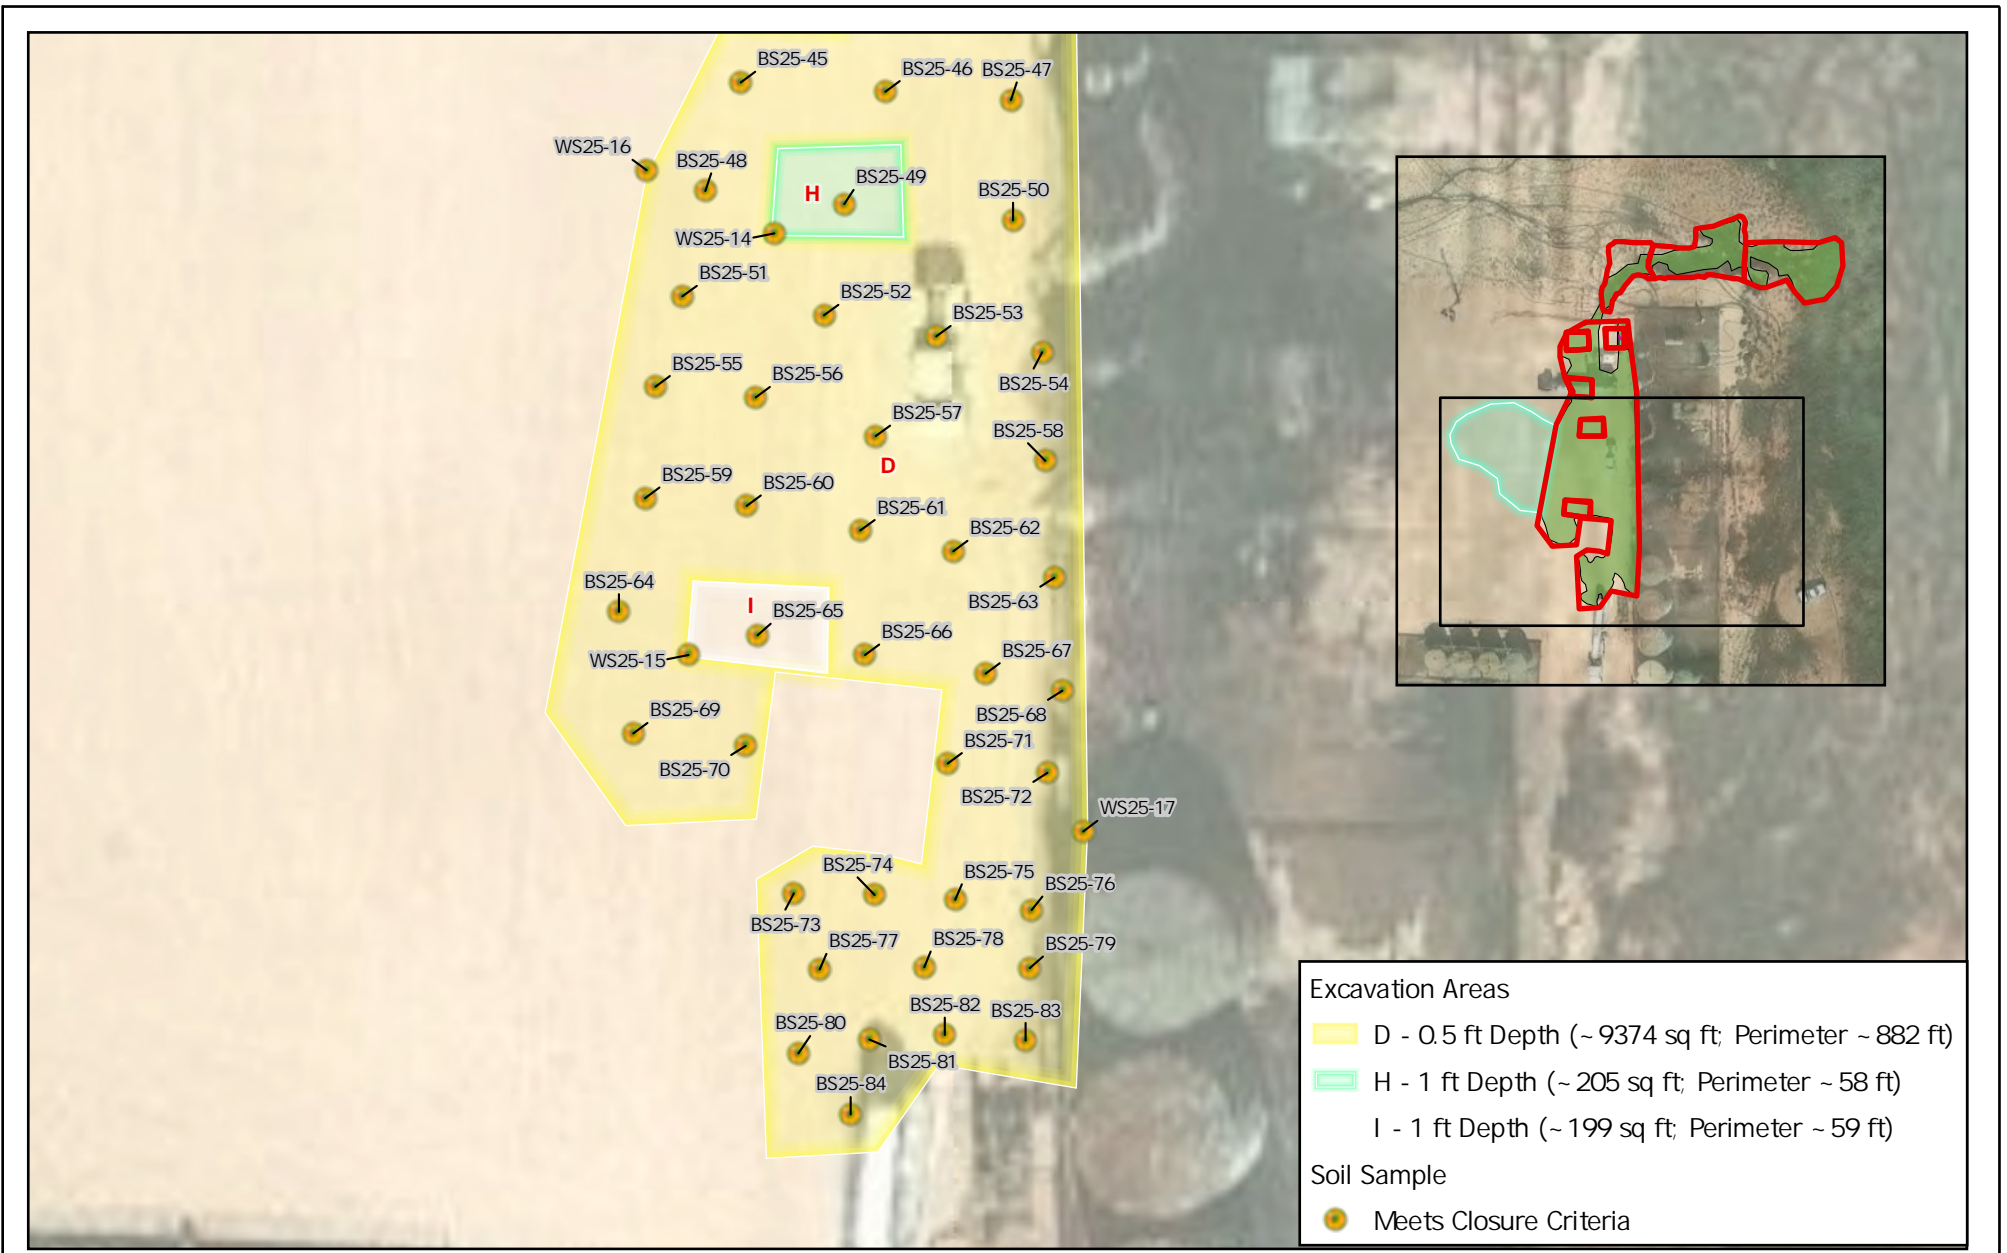 BS25-45
BS25-46
BS25-47
WS25-16
BS25-48
BS25-49
H
BS25-50
WS25-14
BS25-51
BS25-52
BS25-53
BS25-54
BS25-55
BS25-56
BS25-57
BS25-58
D
BS25-59
BS25-60
BS25-61
BS25-62
BS25-63
BS25-64
I
BS25-65
BS25-66
WS25-15
BS25-67
BS25-68
BS25-69
BS25-70
BS25-71
BS25-72
WS25-17
BS25-74
BS25-75
BS25-76
BS25-73
BS25-77
BS25-78
BS25-79
BS25-82
BS25-83
BS25-80
BS25-81
BS25-84
Excavation Areas
D - 0.5 ft Depth (~9374 sq ft; Perimeter ~882 ft)
H - 1 ft Depth (~205 sq ft; Perimeter ~58 ft)
I - 1 ft Depth (~199 sq ft; Perimeter ~59 ft)
Soil Sample
Meets Closure Criteria